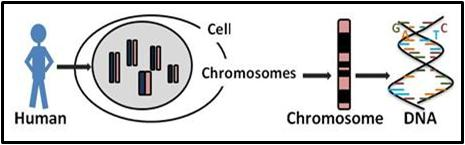 Cell
Chromosomes
Human
Chromosome
DNA
G
A
T
C